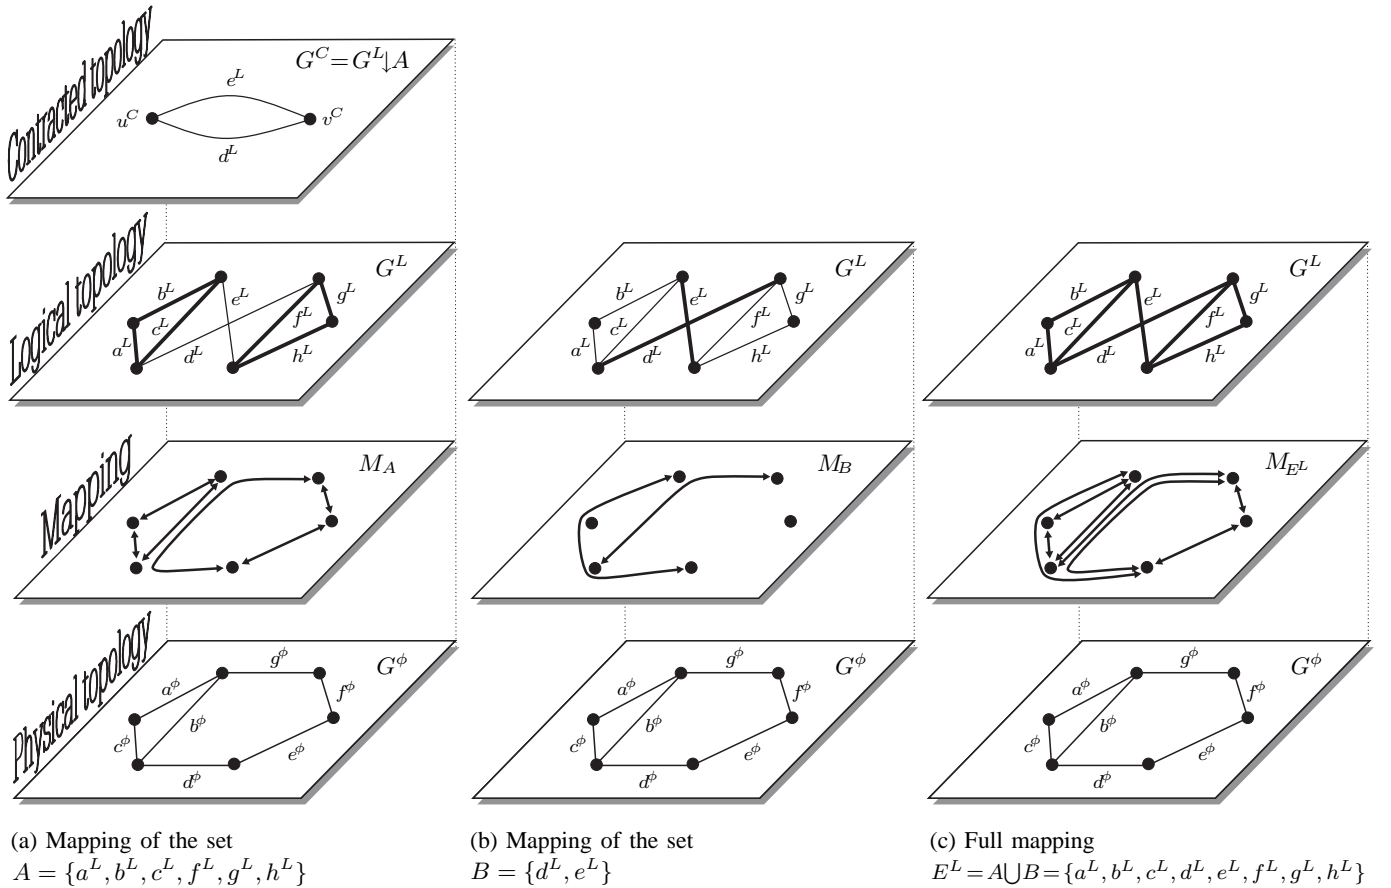 Contracted topology
G^C = G^L↓A
e^L
u^C
v^C
d^L
Logical topology
G^L
b^L
e^L
g^L
c^L
f^L
a^L
d^L
h^L
G^L
b^L
e^L
g^L
c^L
f^L
a^L
d^L
h^L
G^L
b^L
e^L
g^L
c^L
f^L
a^L
d^L
h^L
Mapping
M_A
M_B
M_{E^L}
Physical topology
g^ϕ
G^ϕ
a^ϕ
f^ϕ
b^ϕ
c^ϕ
e^ϕ
d^ϕ
g^ϕ
G^ϕ
a^ϕ
f^ϕ
b^ϕ
c^ϕ
e^ϕ
d^ϕ
g^ϕ
G^ϕ
a^ϕ
f^ϕ
b^ϕ
c^ϕ
e^ϕ
d^ϕ
(a) Mapping of the set
A = {a^L, b^L, c^L, f^L, g^L, h^L}
(b) Mapping of the set
B = {d^L, e^L}
(c) Full mapping
E^L = A⋃B = {a^L, b^L, c^L, d^L, e^L, f^L, g^L, h^L}